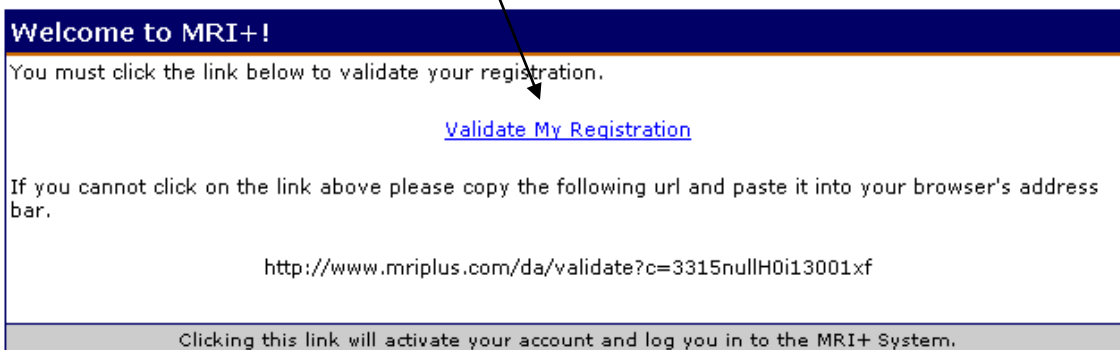 Welcome to MRI+!
You must click the link below to validate your registration.
Validate My Registration
If you cannot click on the link above please copy the following url and paste it into your browser's address
bar.
http://www.mriplus.com/da/validate?c=3315nullH0i13001xf
Clicking this link will activate your account and log you in to the MRI+ System.